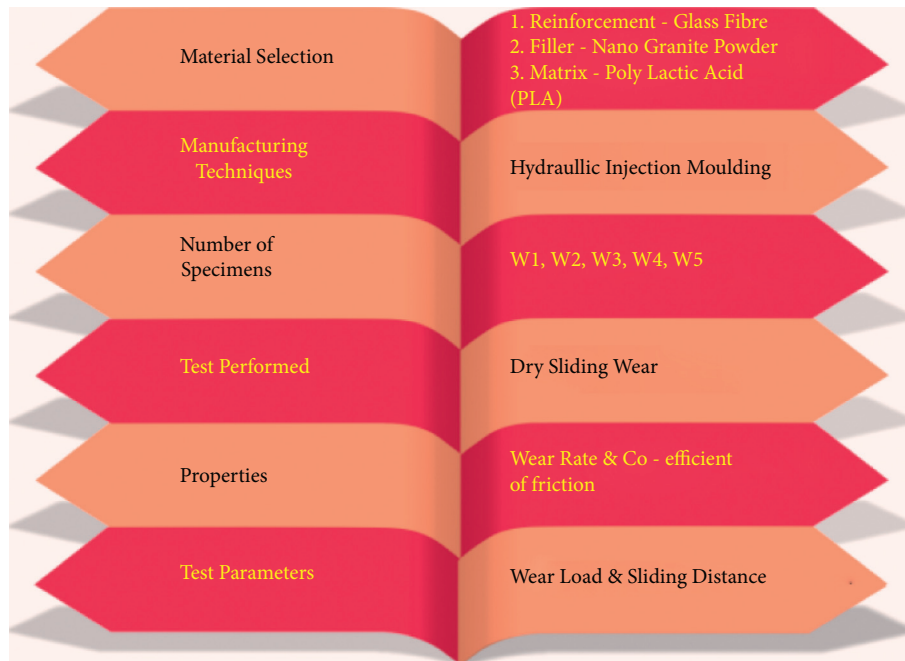 Material Selection
1. Reinforcement - Glass Fibre
2. Filler - Nano Granite Powder
3. Matrix - Poly Lactic Acid
(PLA)
Manufacturing
Techniques
Hydraullic Injection Moulding
Number of
Specimens
W1, W2, W3, W4, W5
Test Performed
Dry Sliding Wear
Properties
Wear Rate & Co - efficient
of friction
Test Parameters
Wear Load & Sliding Distance